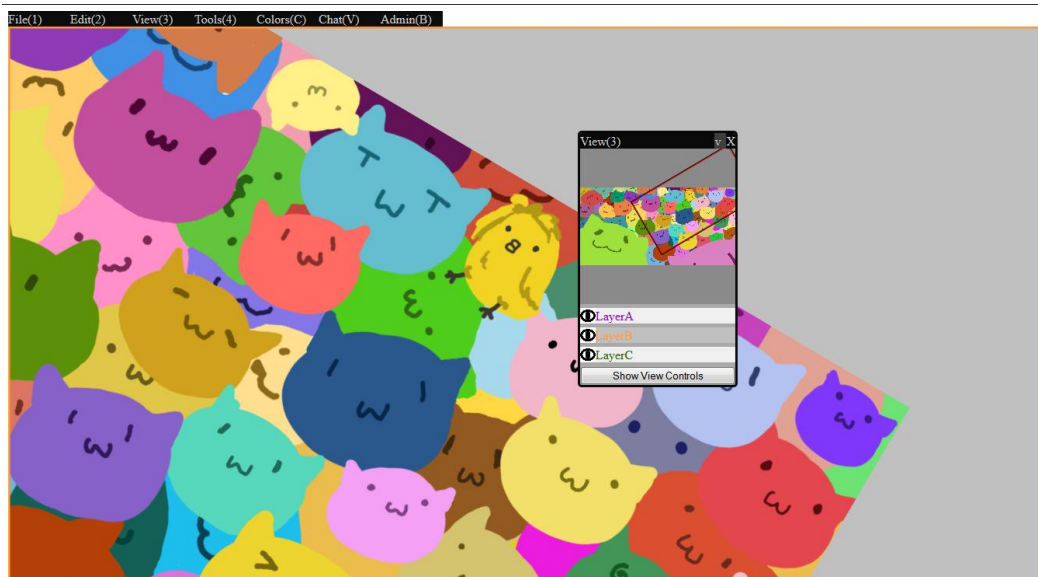 File(1) Edit(2) View(3) Tools(4) Colors(C) Chat(V) Admin(B)
View(3) v X
LayerA
LayerB
LayerC
Show View Controls